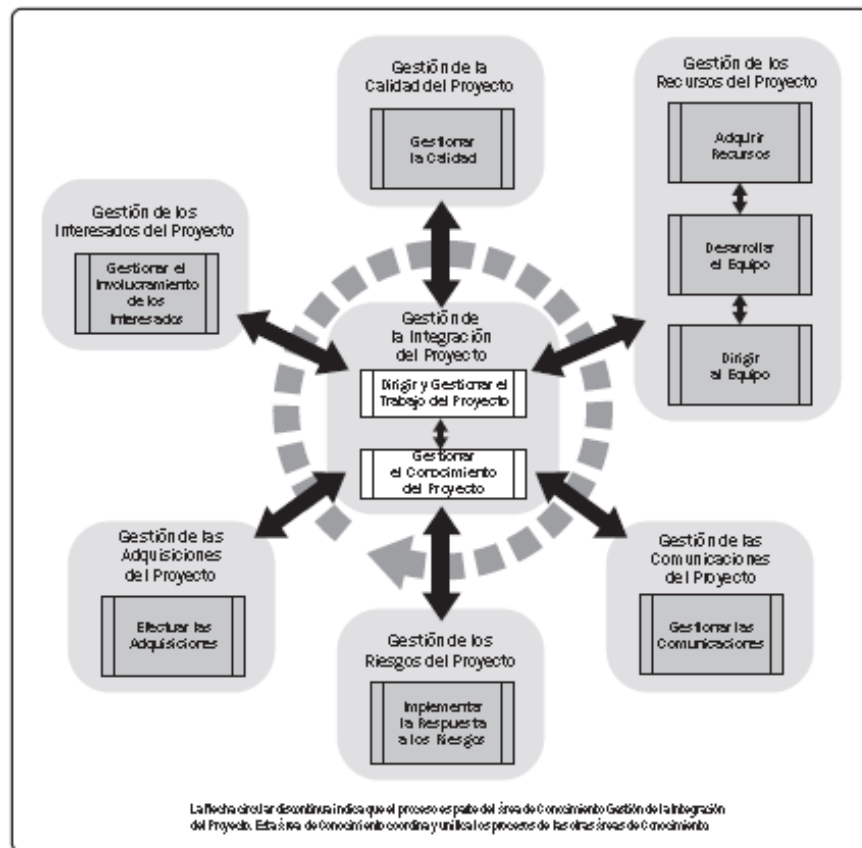 Gestión de la
Calidad del Proyecto
Gestionar
la Calidad
Gestión de los
Recursos del Proyecto
Adquirir
Recursos
Desarrollar
el Equipo
Dirigir
al Equipo
Gestión de los
Interesados del Proyecto
Gestionar el
Involucramiento
de los
Interesados
Gestión de
la Integración
del Proyecto
Dirigir y Gestionar el
Trabajo del Proyecto
Gestionar
el Conocimiento
del Proyecto
Gestión de las
Adquisiciones
del Proyecto
Efectuar las
Adquisiciones
Gestión de los
Riesgos del Proyecto
Implementar
la Respuesta
a los Riesgos
Gestión de las
Comunicaciones
del Proyecto
Gestionar las
Comunicaciones
La flecha circular discontinua indica que el proceso es parte del área de Conocimiento Gestión de la Integración
del Proyecto. Esta área de Conocimiento coordina y unifica los procesos de las otras áreas de Conocimiento